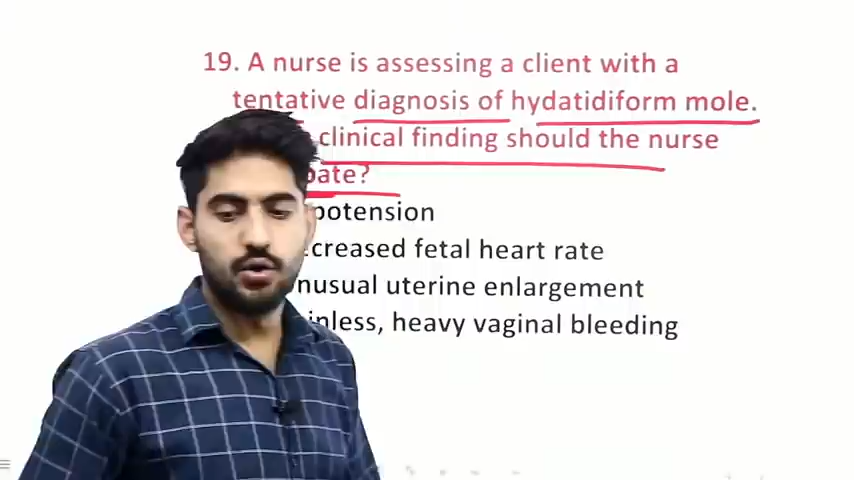 19. A nurse is assessing a client with a
tentative diagnosis of hydatidiform mole.
clinical finding should the nurse
pate?
potension
creased fetal heart rate
nusual uterine enlargement
inless, heavy vaginal bleeding